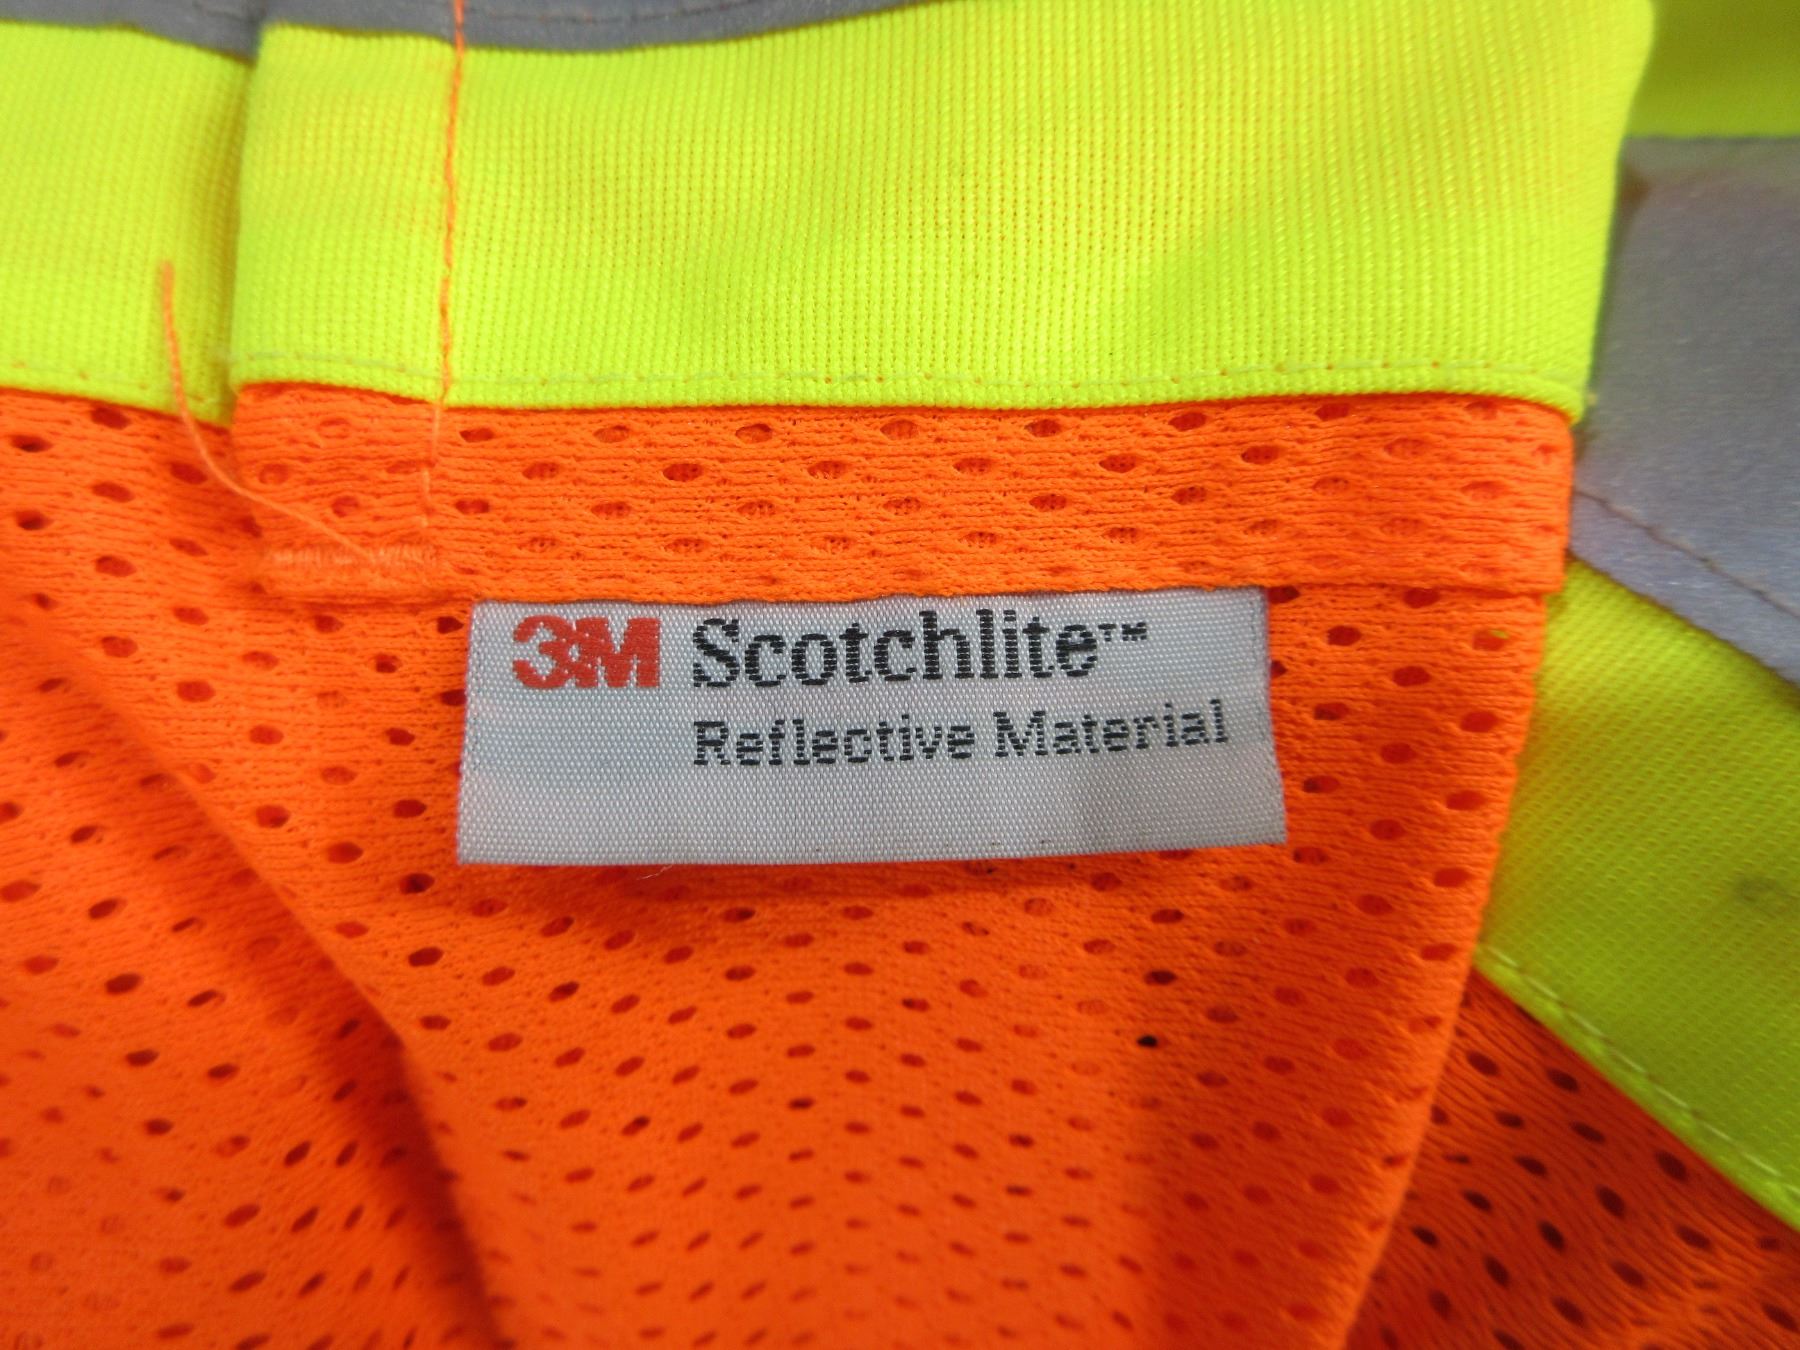 3M Scotchlite™
Reflective Material